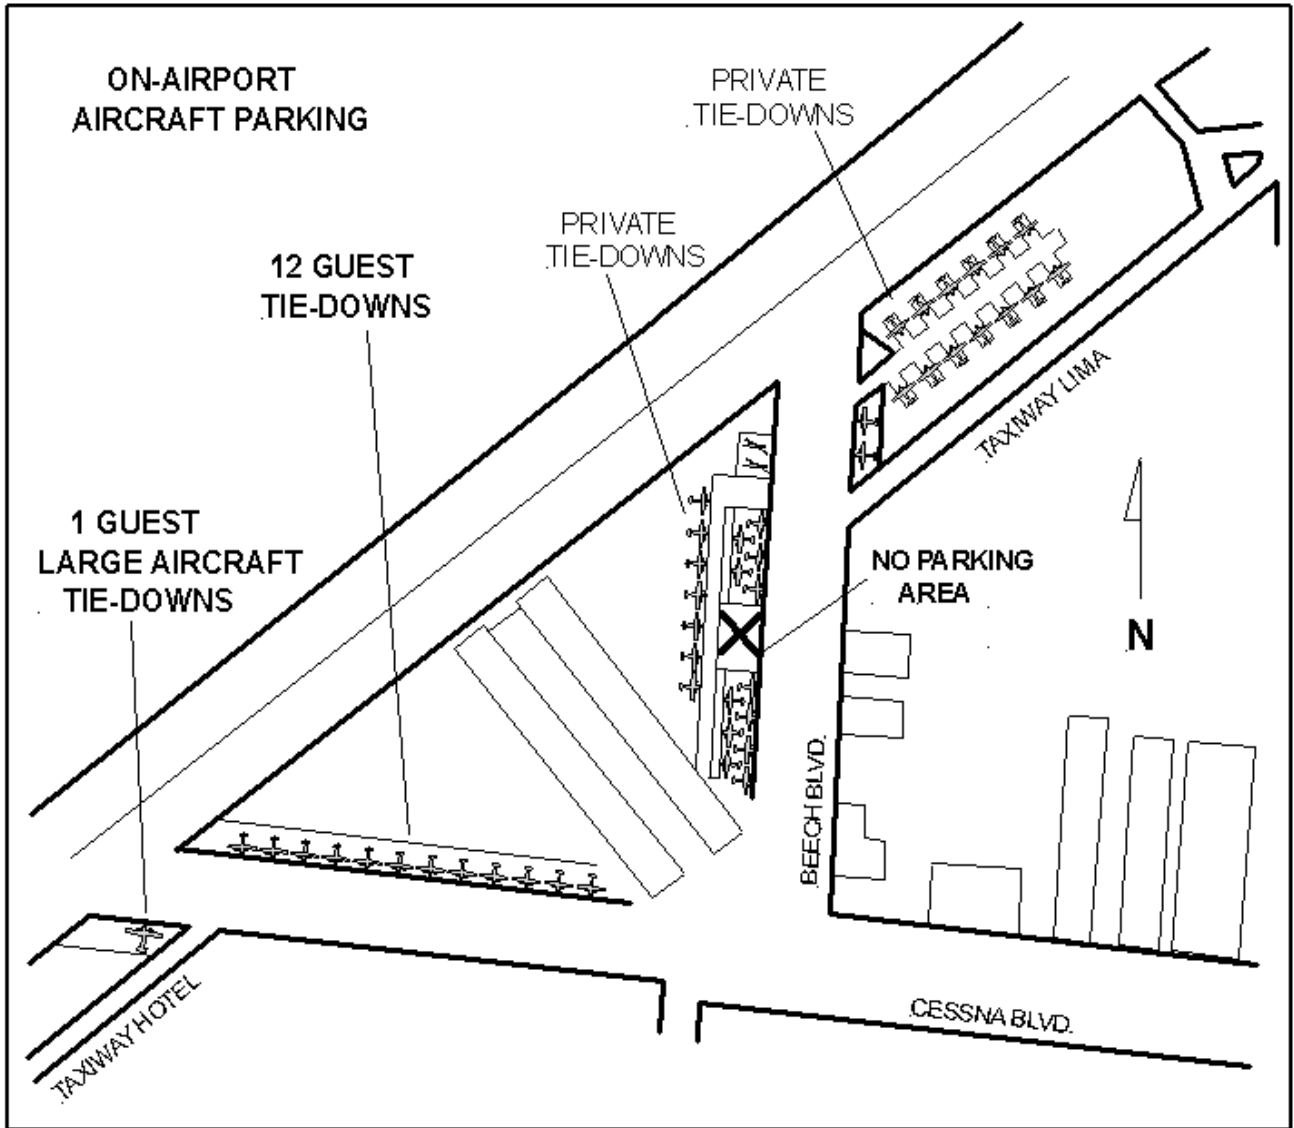 ON-AIRPORT
AIRCRAFT PARKING
PRIVATE
TIE-DOWNS
PRIVATE
TIE-DOWNS
12 GUEST
TIE-DOWNS
TAXIWAY LIMA
1 GUEST
LARGE AIRCRAFT
TIE-DOWNS
NO PARKING
AREA
N
BEECH BLVD.
TAXIWAY HOTEL
CESSNA BLVD.